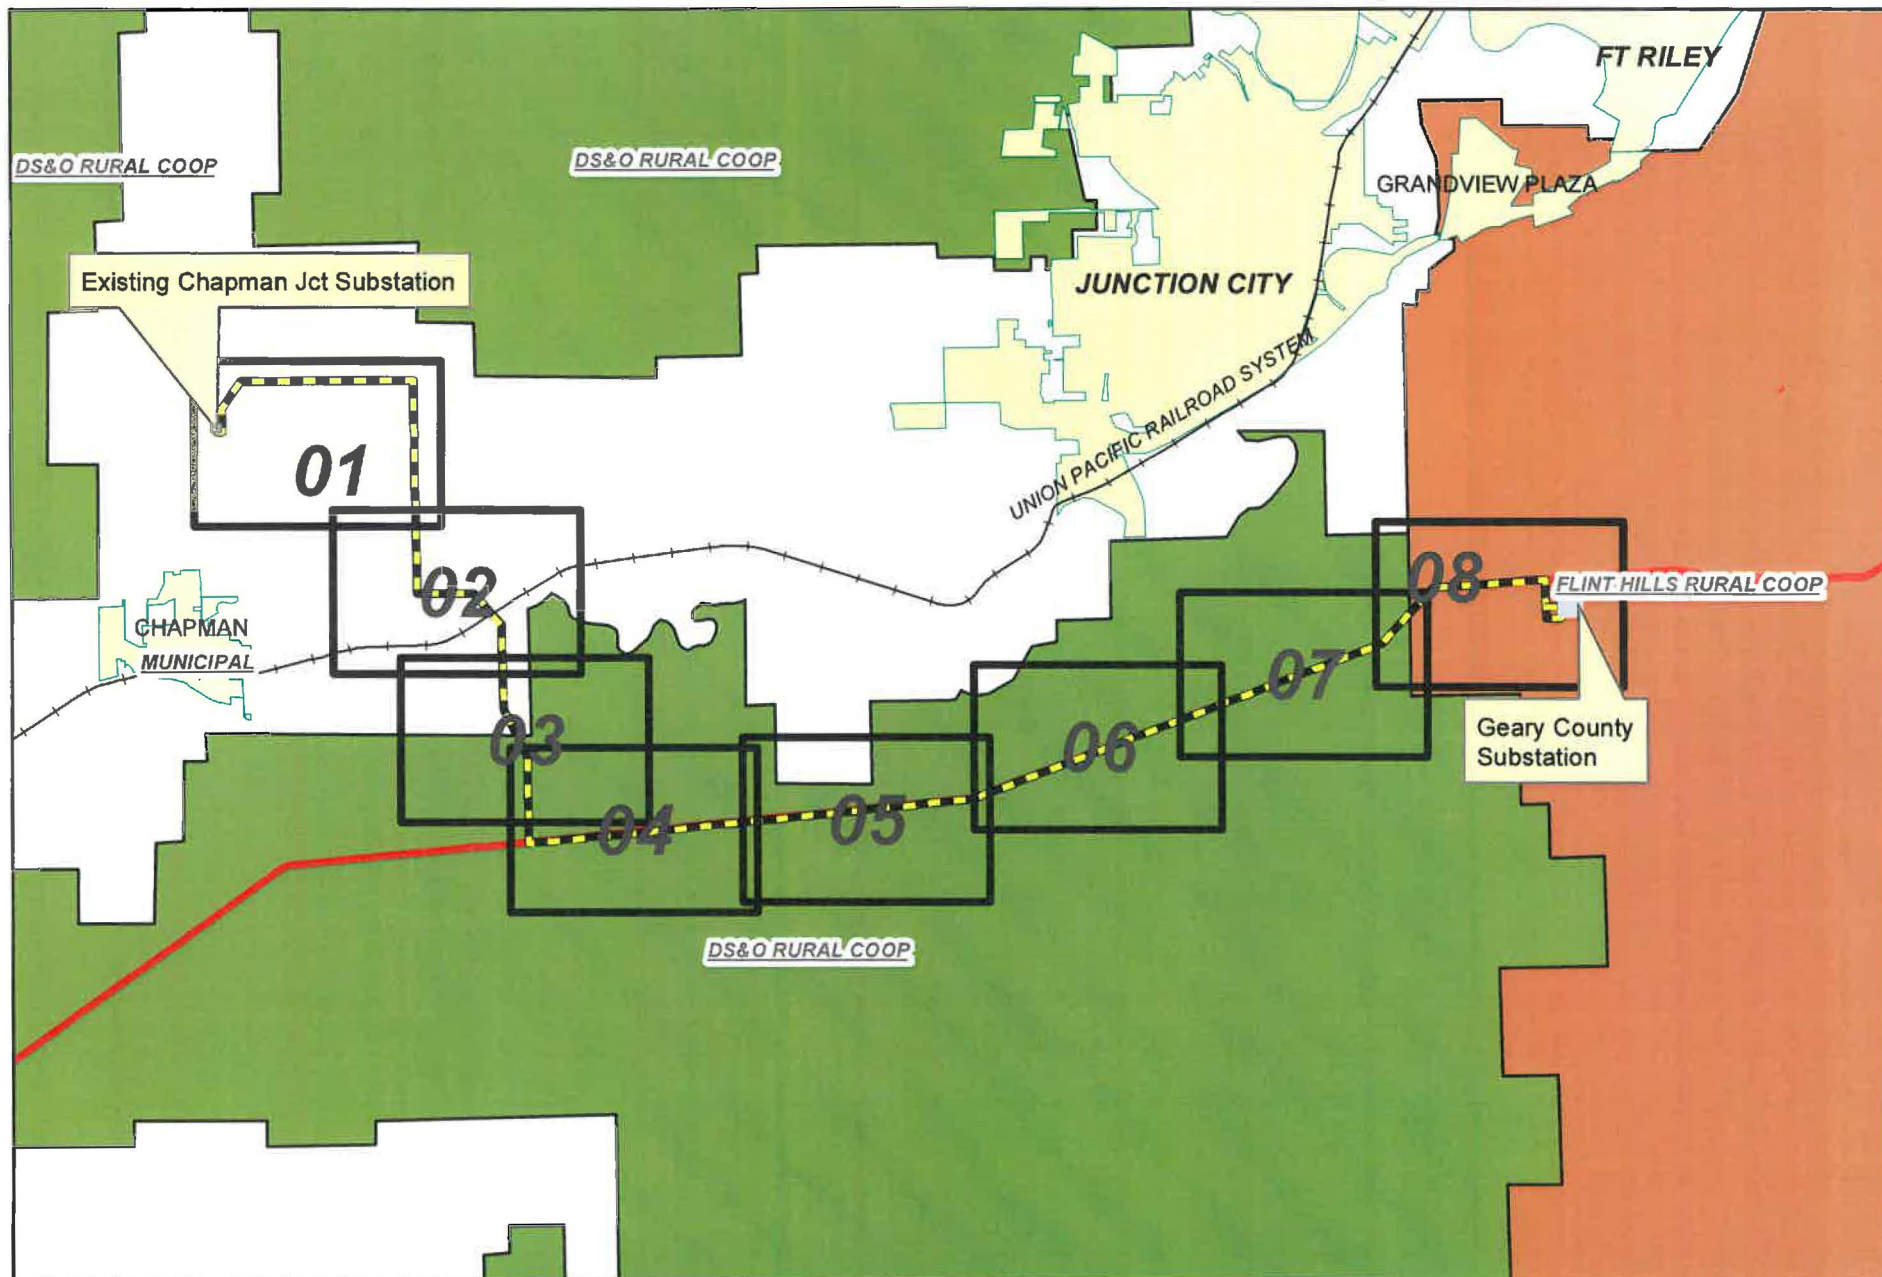 FT RILEY
DS&O RURAL COOP
DS&O RURAL COOP
GRANDVIEW PLAZA
Existing Chapman Jct Substation
JUNCTION CITY
UNION PACIFIC RAILROAD SYSTEM
01
02
08
FLINT HILLS RURAL COOP
CHAPMAN
MUNICIPAL
07
03
06
Geary County
Substation
04
05
DS&O RURAL COOP